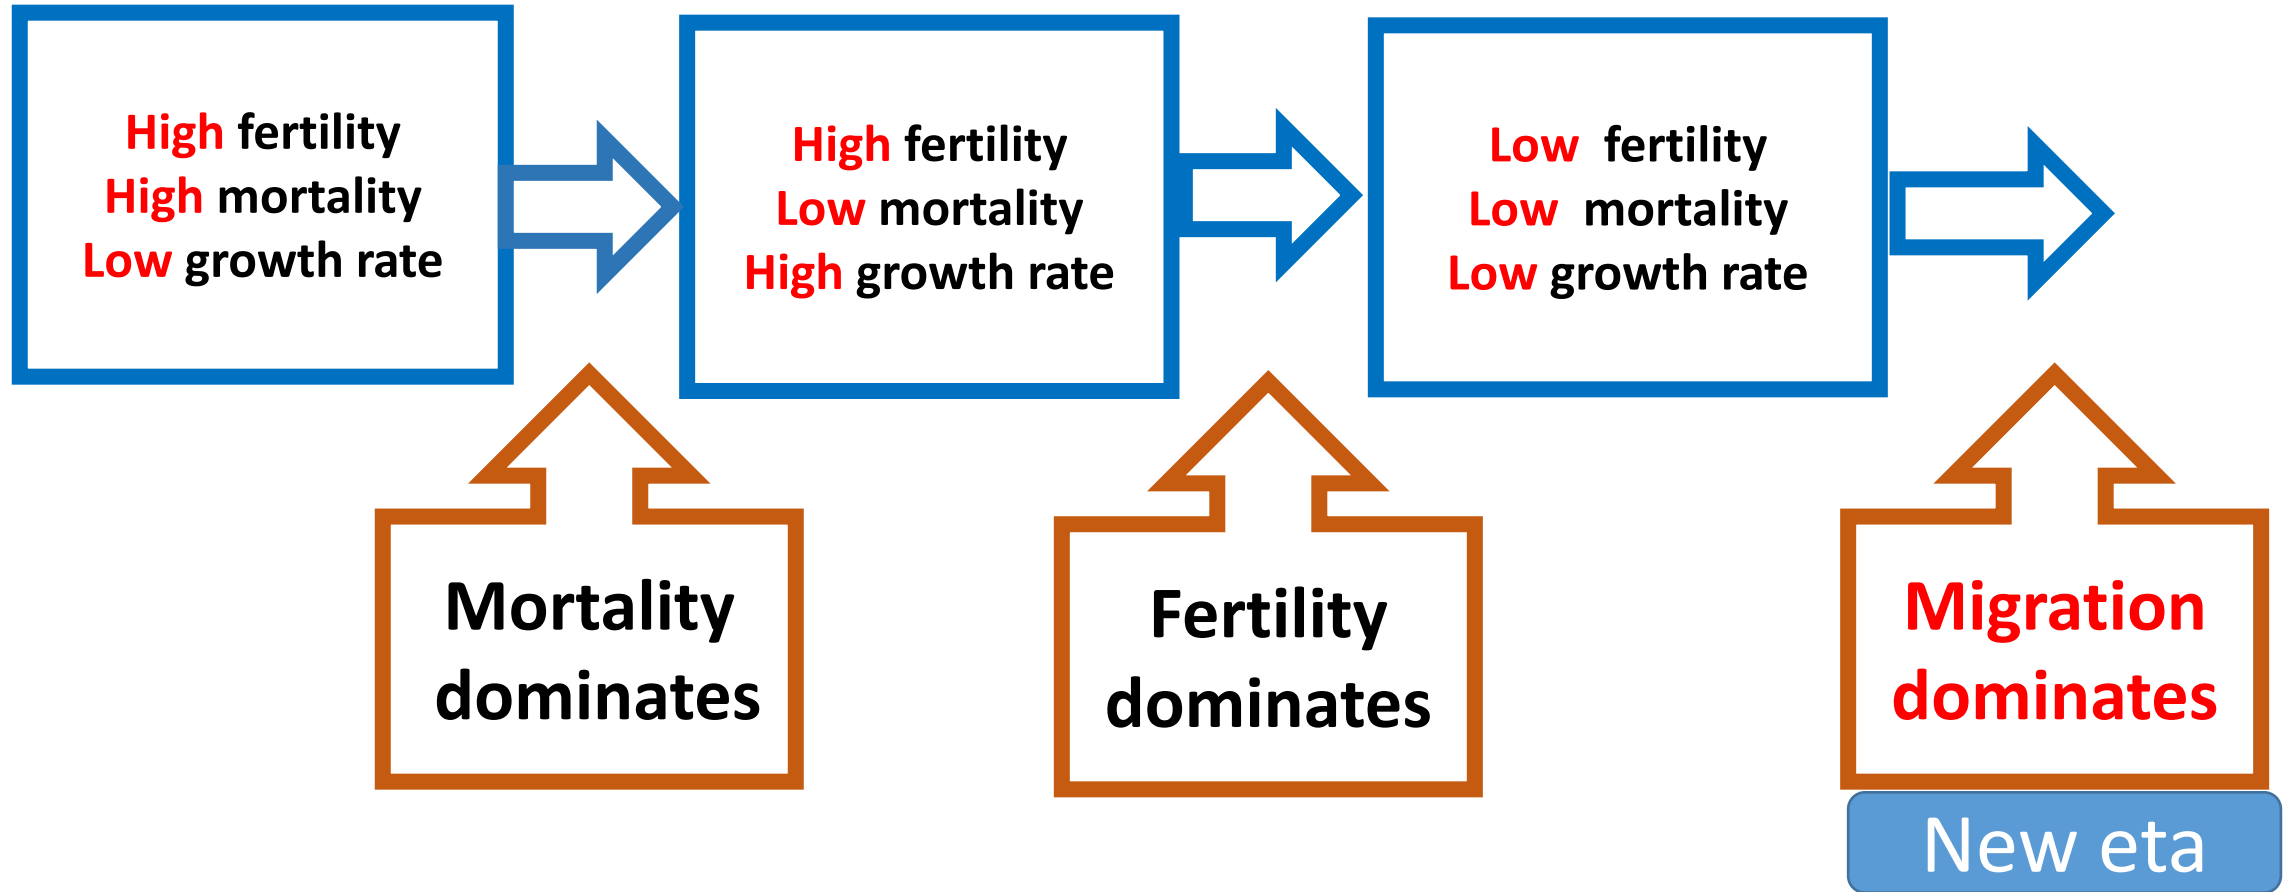 High fertility
High mortality
Low growth rate
High fertility
Low mortality
High growth rate
Low fertility
Low mortality
Low growth rate
Mortality
dominates
Fertility
dominates
Migration
dominates
New eta